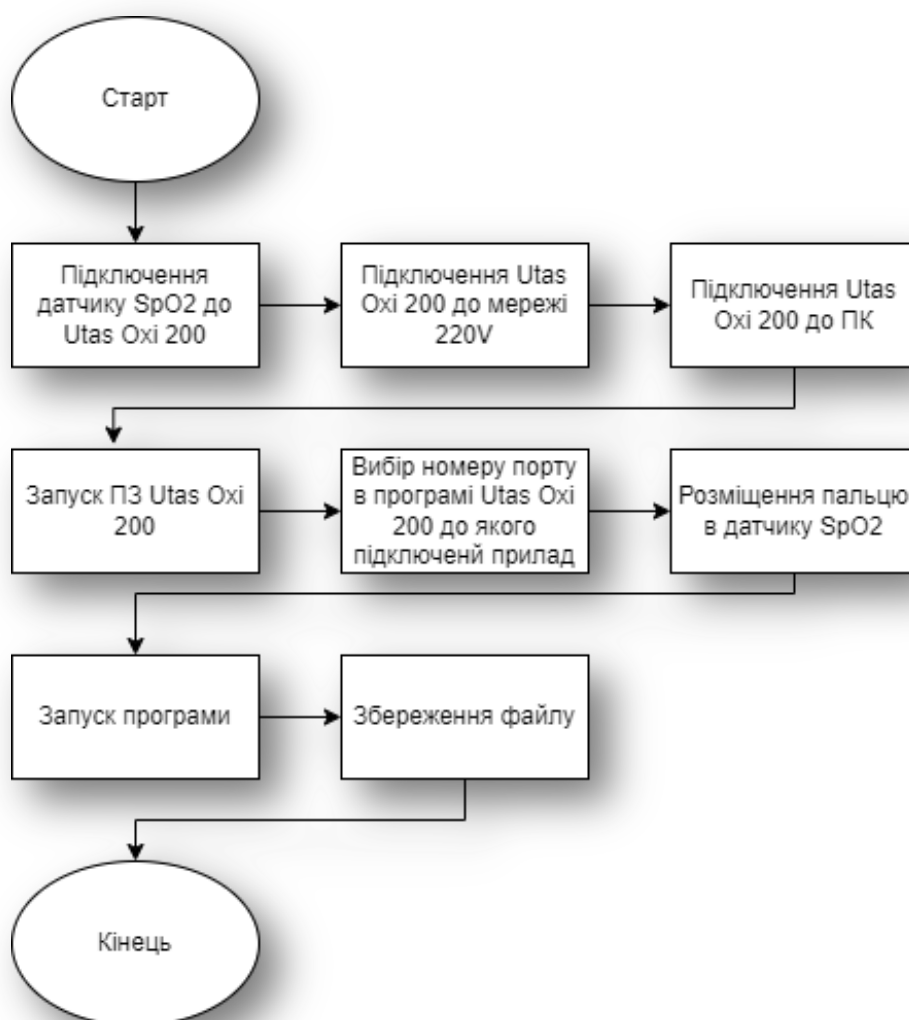 Старт
Підключення
датчику SpO2 до
Utas Oxi 200
Підключення Utas
Oxi 200 до мережі
220V
Підключення Utas
Oxi 200 до ПК
Запуск ПЗ Utas Oxi
200
Вибір номеру порту
в програмі Utas Oxi
200 до якого
підключенй прилад
Розміщення пальцю
в датчику SpO2
Запуск програми
Збереження файлу
Кінець